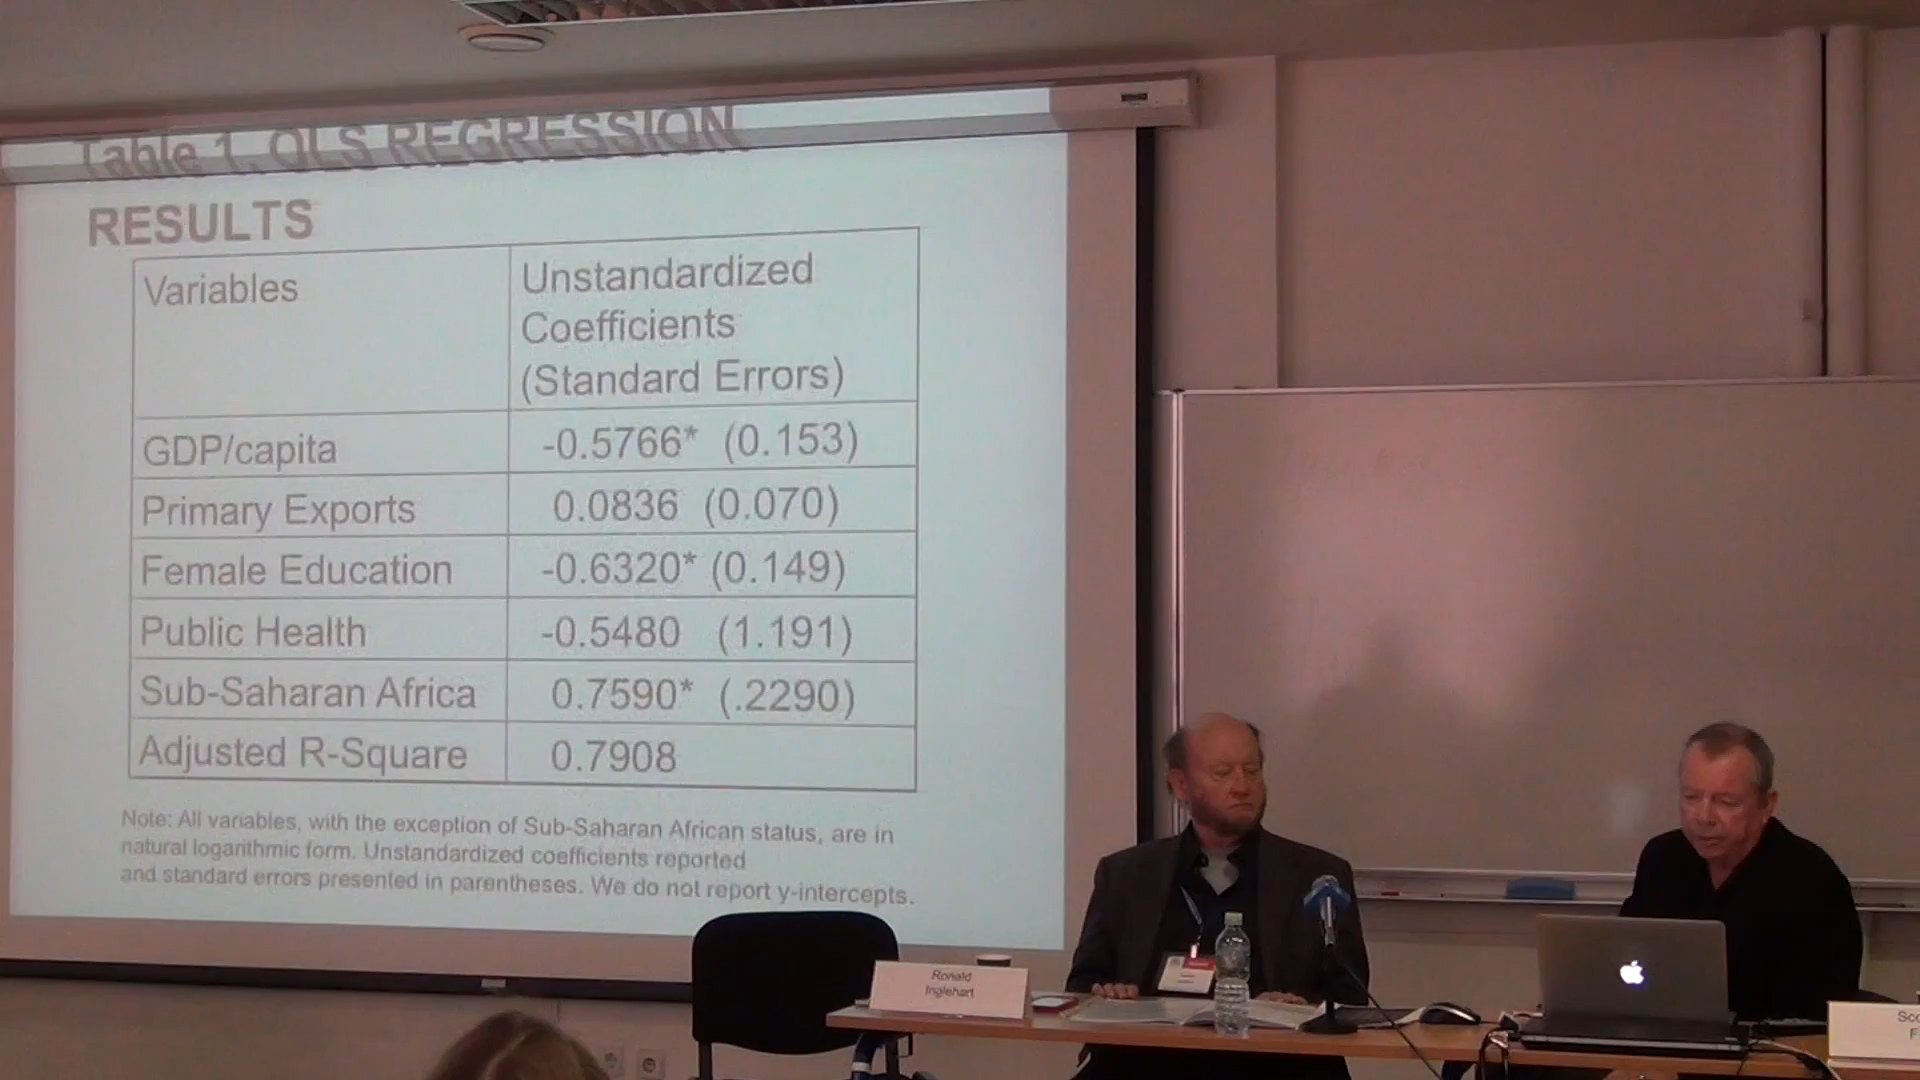 Table 1. OLS REGRESSION
RESULTS
Variables
Unstandardized
Coefficients
(Standard Errors)
GDP/capita -0.5766* (0.153)
Primary Exports 0.0836 (0.070)
Female Education -0.6320* (0.149)
Public Health -0.5480 (1.191)
Sub-Saharan Africa 0.7590* (.2290)
Adjusted R-Square 0.7908
Note: All variables, with the exception of Sub-Saharan African status, are in
natural logarithmic form. Unstandardized coefficients reported
and standard errors presented in parentheses. We do not report y-intercepts.
Ronald
Inglehart
Sco
F